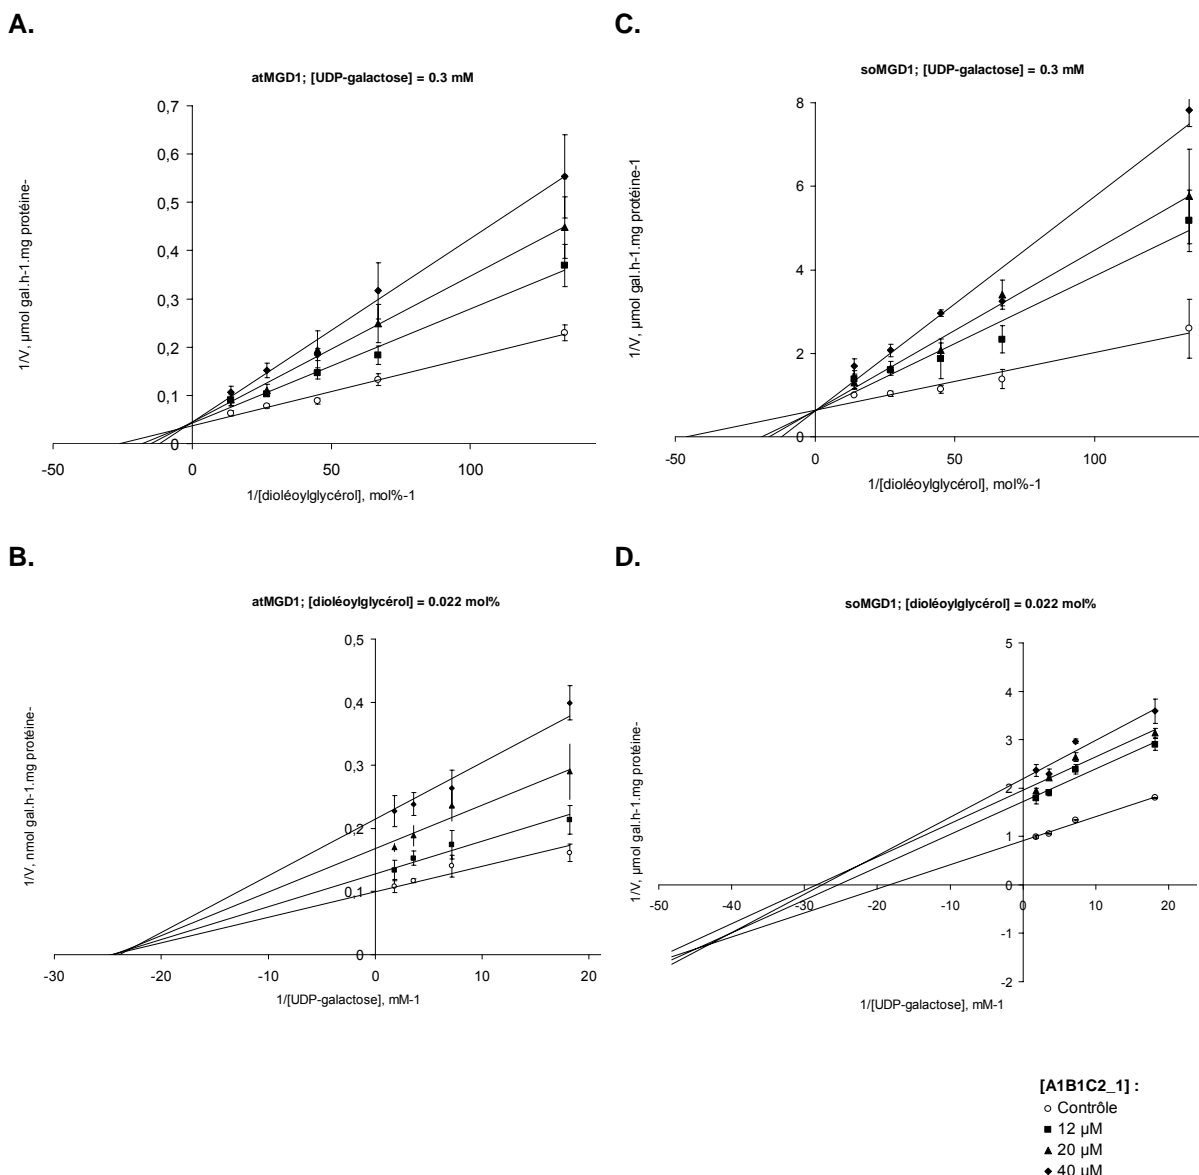 A.
atMGD1; [UDP-galactose] = 0.3 mM
1/V, µmol gal.h-1.mg protéine-
0,7
0,6
0,5
0,4
0,3
0,2
0,1
0
-50
0
50
100
1/[dioléoylglycérol], mol%-1
C.
soMGD1; [UDP-galactose] = 0.3 mM
1/V, µmol gal.h-1.mg protéine-1
8
6
4
2
0
-50
0
50
100
1/[dioléoylglycérol], mol%-1
B.
atMGD1; [dioléoylglycérol] = 0.022 mol%
1/V, nmol gal.h-1.mg protéine-
0,5
0,4
0,3
0,2
0,1
0
-30
-20
-10
0
10
20
1/[UDP-galactose], mM-1
D.
soMGD1; [dioléoylglycérol] = 0.022 mol%
1/V, µmol gal.h-1.mg protéine-
5
4
3
2
1
0
-1
-2
-50
-40
-30
-20
-10
0
10
20
1/[UDP-galactose], mM-1
[A1B1C2_1] :
Contrôle
12 µM
20 µM
40 µM